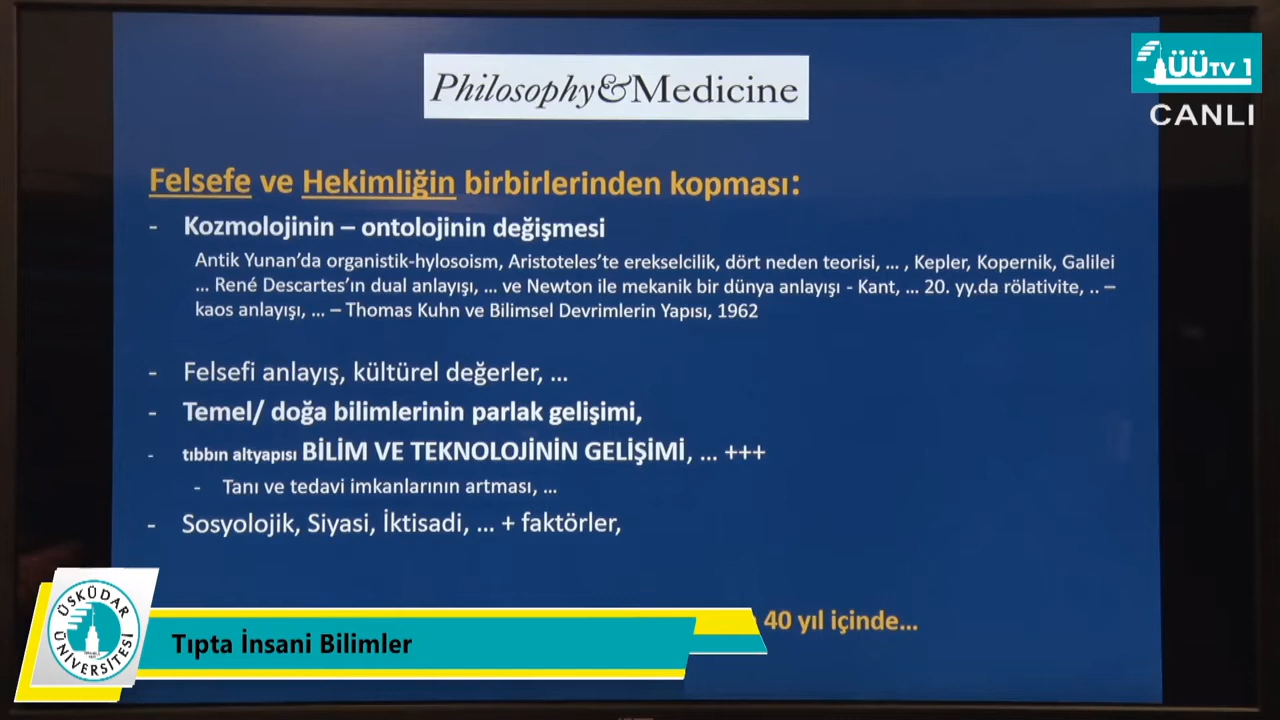 Philosophy&Medicine
ÜÜTV 1
CANLI
Felsefe ve Hekimliğin birbirlerinden kopması:
- Kozmolojinin – ontolojinin değişmesi
Antik Yunan’da organistik-hylosoism, Aristoteles’te erekselcilik, dört neden teorisi, ... , Kepler, Kopernik, Galilei
... René Descartes’ın dual anlayışı, ... ve Newton ile mekanik bir dünya anlayışı - Kant, ... 20. yy.da rölativite, .. –
kaos anlayışı, ... – Thomas Kuhn ve Bilimsel Devrimlerin Yapısı, 1962
- Felsefi anlayış, kültürel değerler, ...
- Temel/ doğa bilimlerinin parlak gelişimi,
- tıbbın altyapısı BİLİM VE TEKNOLOJİNİN GELİŞİMİ, ... +++
- Tanı ve tedavi imkanlarının artması, ...
- Sosyolojik, Siyasi, İktisadi, ... + faktörler,
40 yıl içinde...
ÜSKÜDAR ÜNİVERSİTESİ
Tıpta İnsani Bilimler